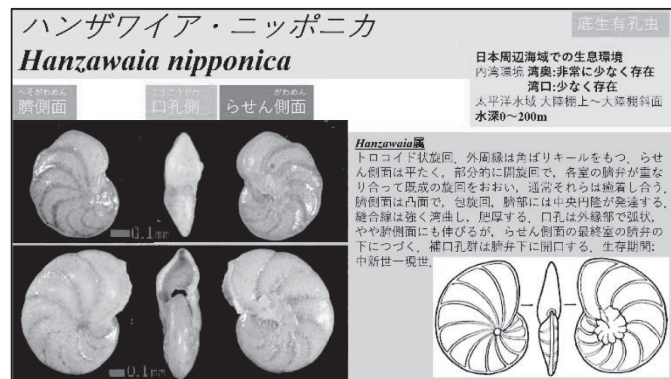 ハンザワイア・ニッポニカ
Hanzawaia nipponica
底生有孔虫
日本周辺海域での生息環境
内湾環境 湾奥:非常に少なく存在
湾口:少なく存在
太平洋水域 大陸棚上〜大陸棚斜面
水深0〜200m
へそがわめん
臍側面
こうこうがわ
口孔側
がわめん
らせん側面
0.1mm
0.1mm
Hanzawaia属
トロコイド状旋回，外周縁は角ばりキールをもつ．らせ
ん側面は平たく，部分的に開旋回で，各室の臍弁が重な
り合って既成の旋回をおおい，通常それらは癒着し合う．
臍側面は凸面で，包旋回，臍部には中央円隆が発達する．
縫合線は強く湾曲し，肥厚する．口孔は外縁部で弧状，
やや臍側面にも伸びるが，らせん側面の最終室の臍弁の
下につづく．補口孔群は臍弁下に開口する．生存期間：
中新世―現世．